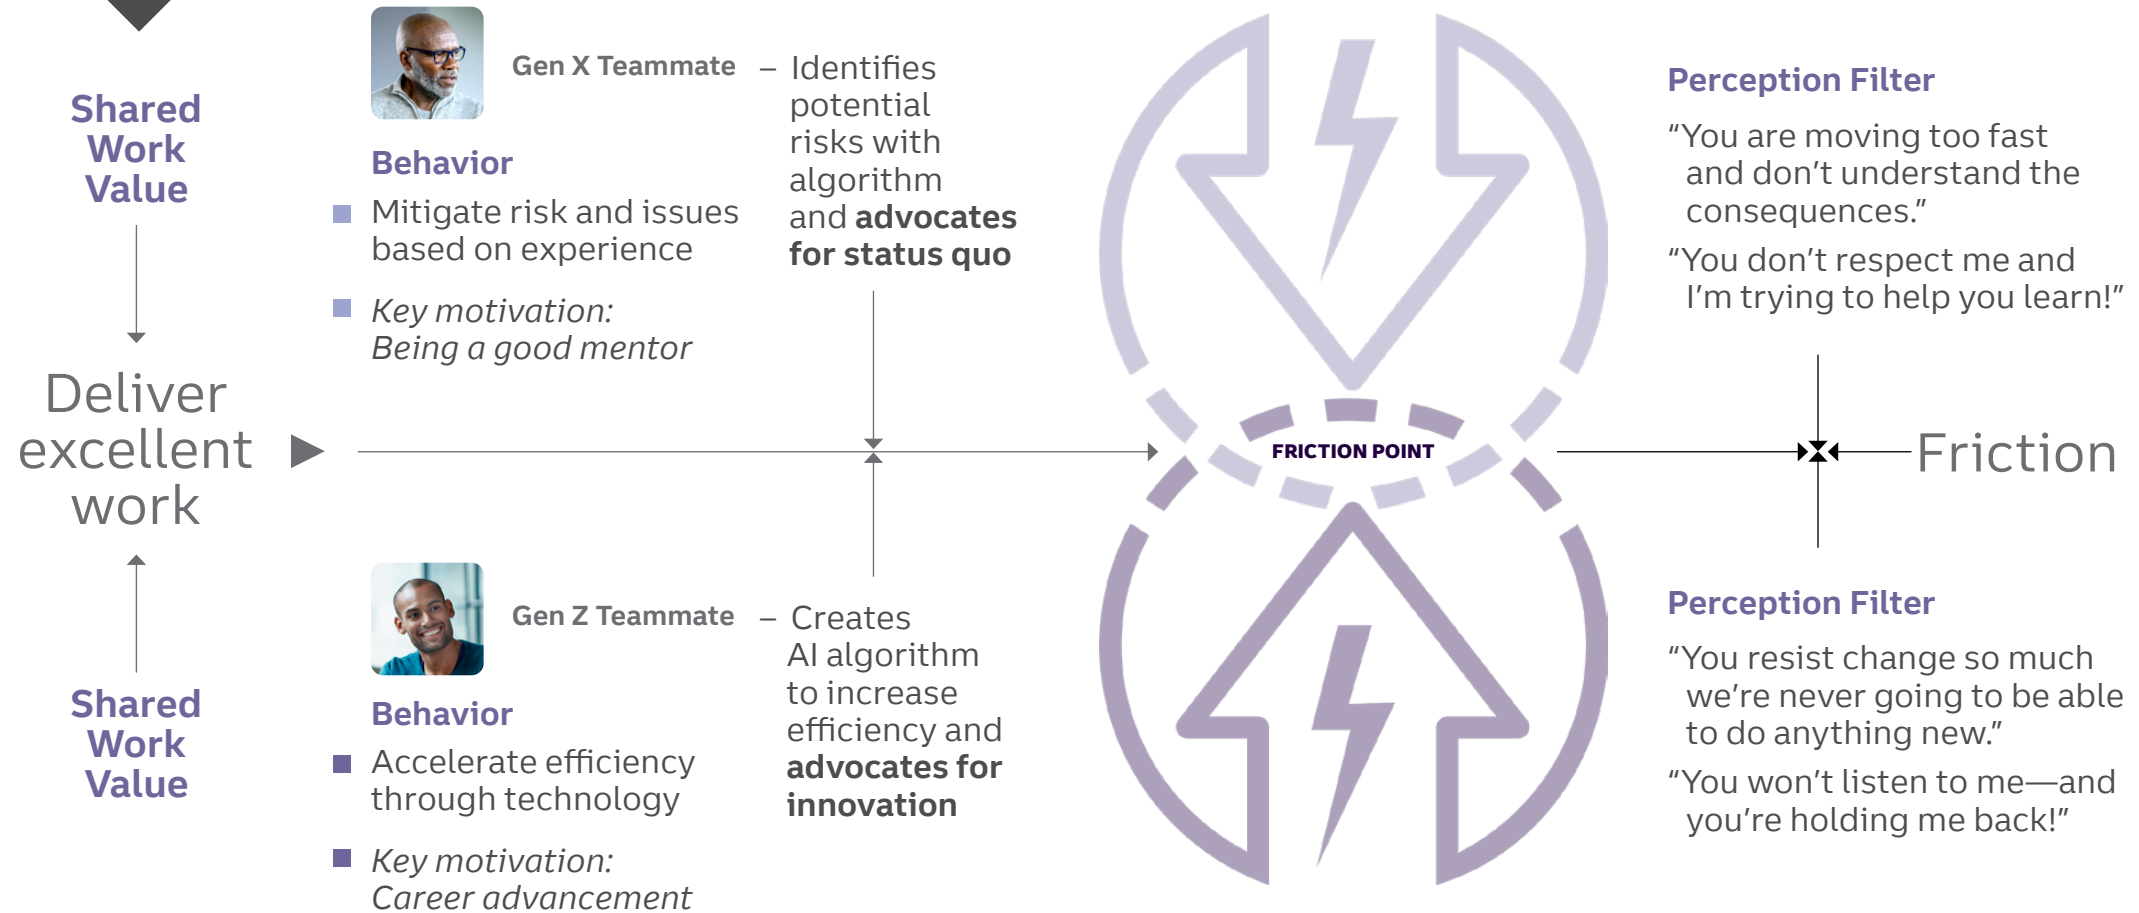 Shared
Work
Value
Deliver
excellent
work
Shared
Work
Value
Gen X Teammate – Identifies
potential
risks with
algorithm
and advocates
for status quo
Behavior
Mitigate risk and issues
based on experience
Key motivation:
Being a good mentor
Gen Z Teammate – Creates
AI algorithm
to increase
efficiency and
advocates for
innovation
Behavior
Accelerate efficiency
through technology
Key motivation:
Career advancement
FRICTION POINT
Perception Filter
“You are moving too fast
and don’t understand the
consequences.”
“You don’t respect me and
I’m trying to help you learn!”
Friction
Perception Filter
“You resist change so much
we’re never going to be able
to do anything new.”
“You won’t listen to me—and
you’re holding me back!”